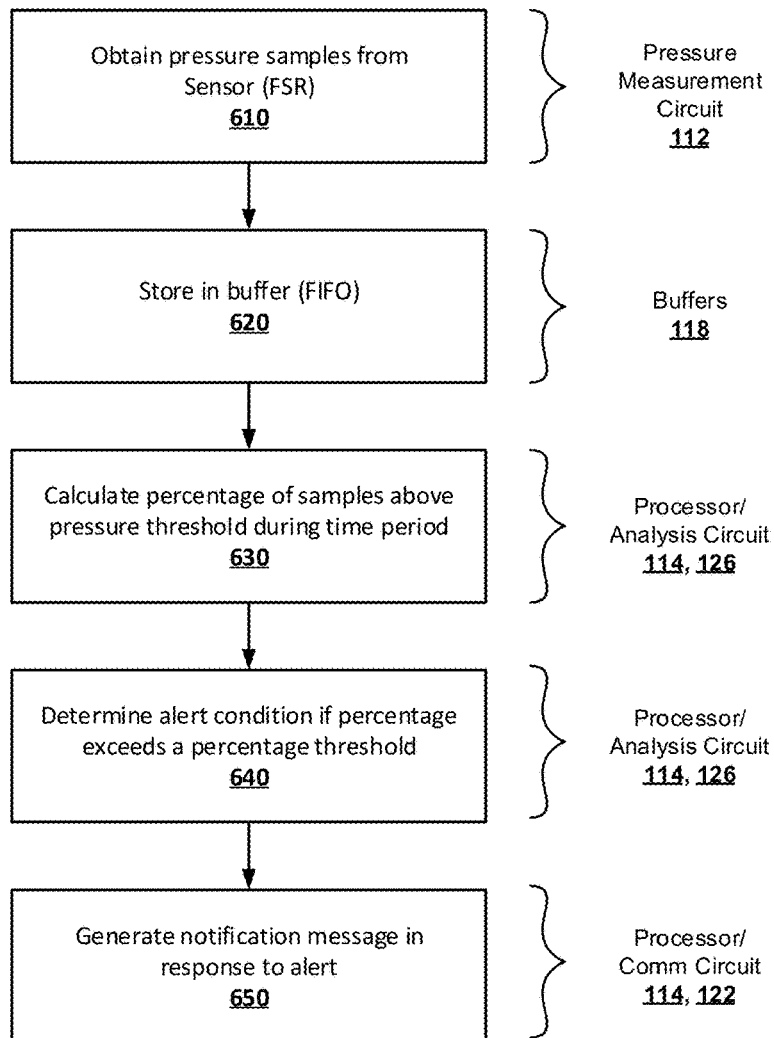 Obtain pressure samples from
Sensor (FSR)
610
Pressure
Measurement
Circuit
112
Store in buffer (FIFO)
620
Buffers
118
Calculate percentage of samples above
pressure threshold during time period
630
Processor/
Analysis Circuit
114, 126
Determine alert condition if percentage
exceeds a percentage threshold
640
Processor/
Analysis Circuit
114, 126
Generate notification message in
response to alert
650
Processor/
Comm Circuit
114, 122